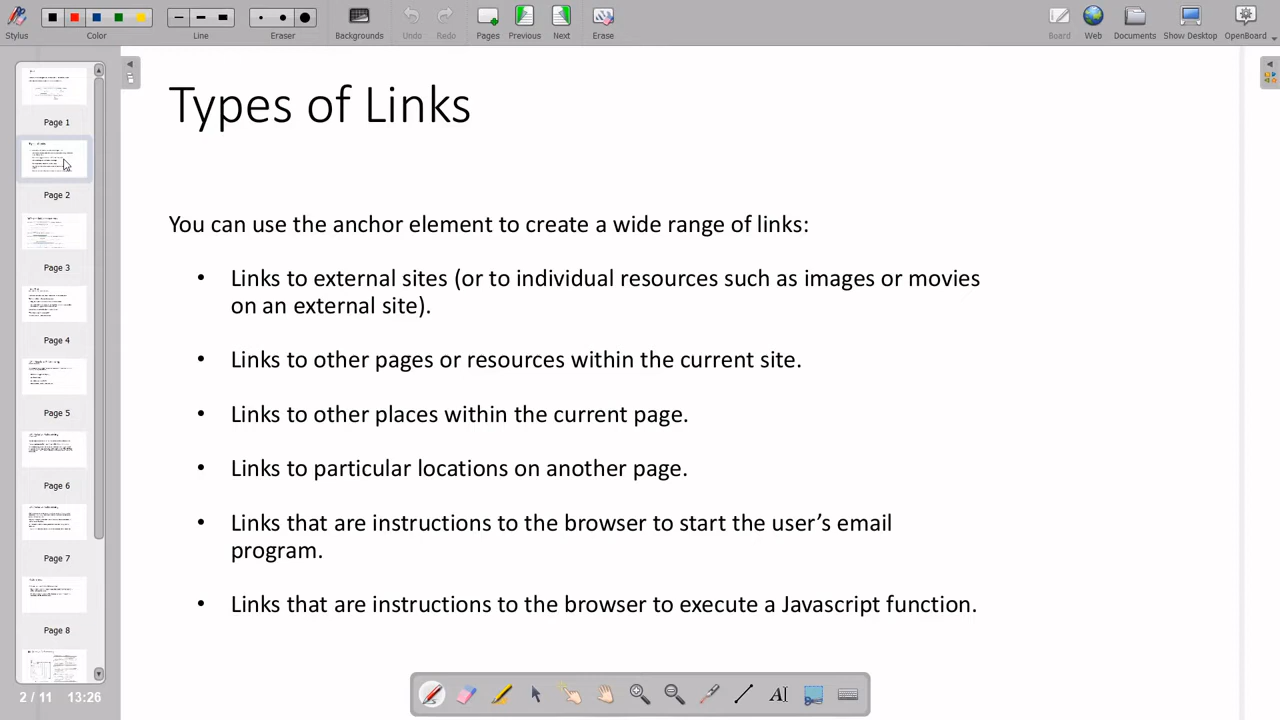 Stylus
Color
Line
Eraser
Backgrounds
Undo
Redo
Pages
Previous
Next
Erase
Board
Web
Documents
Show Desktop
OpenBoard
Page 1
Page 2
Page 3
Page 4
Page 5
Page 6
Page 7
Page 8
2 / 11 13:26
Types of Links
You can use the anchor element to create a wide range of links:
• Links to external sites (or to individual resources such as images or movies
on an external site).
• Links to other pages or resources within the current site.
• Links to other places within the current page.
• Links to particular locations on another page.
• Links that are instructions to the browser to start the user’s email
program.
• Links that are instructions to the browser to execute a Javascript function.
AI